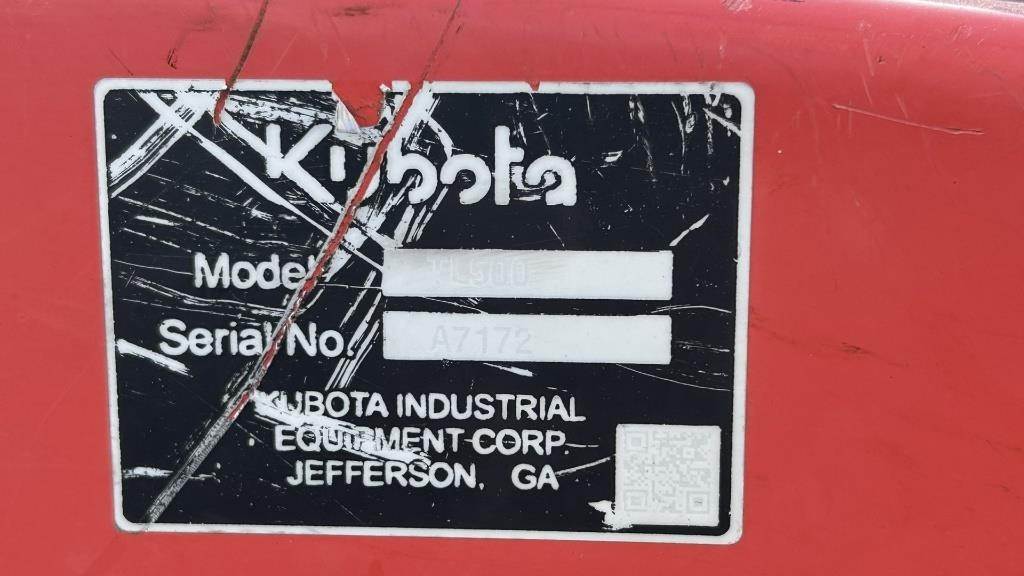 Kubota
Model TL500
Serial No. A7172
KUBOTA INDUSTRIAL
EQUIPMENT CORP.
JEFFERSON, GA